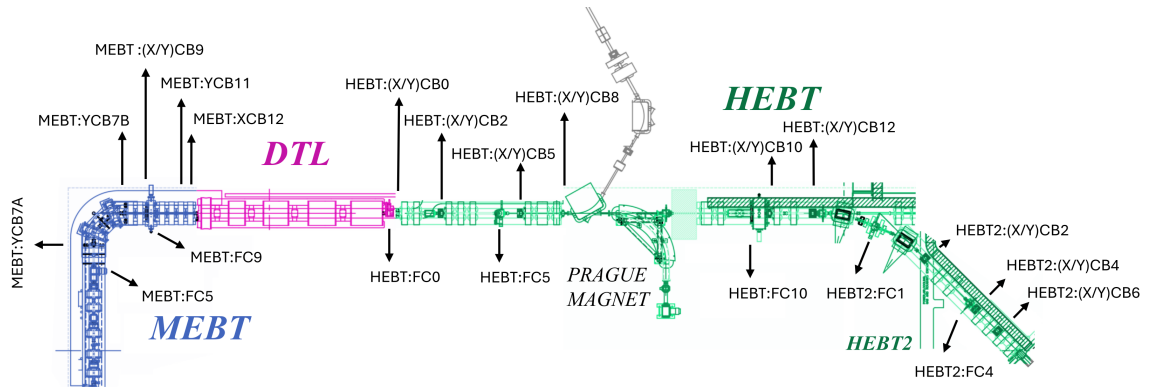 MEBT :(X/Y)CB9
MEBT:YCB11
MEBT:YCB7B
MEBT:XCB12
DTL
HEBT:(X/Y)CB0
HEBT:(X/Y)CB2
HEBT:(X/Y)CB5
HEBT:(X/Y)CB8
HEBT
HEBT:(X/Y)CB12
HEBT:(X/Y)CB10
MEBT:YCB7A
MEBT:FC9
MEBT:FC5
MEBT
HEBT:FC0
HEBT:FC5
PRAGUE
MAGNET
HEBT:FC10
HEBT2:FC1
HEBT2:(X/Y)CB2
HEBT2:(X/Y)CB4
HEBT2:(X/Y)CB6
HEBT2
HEBT2:FC4